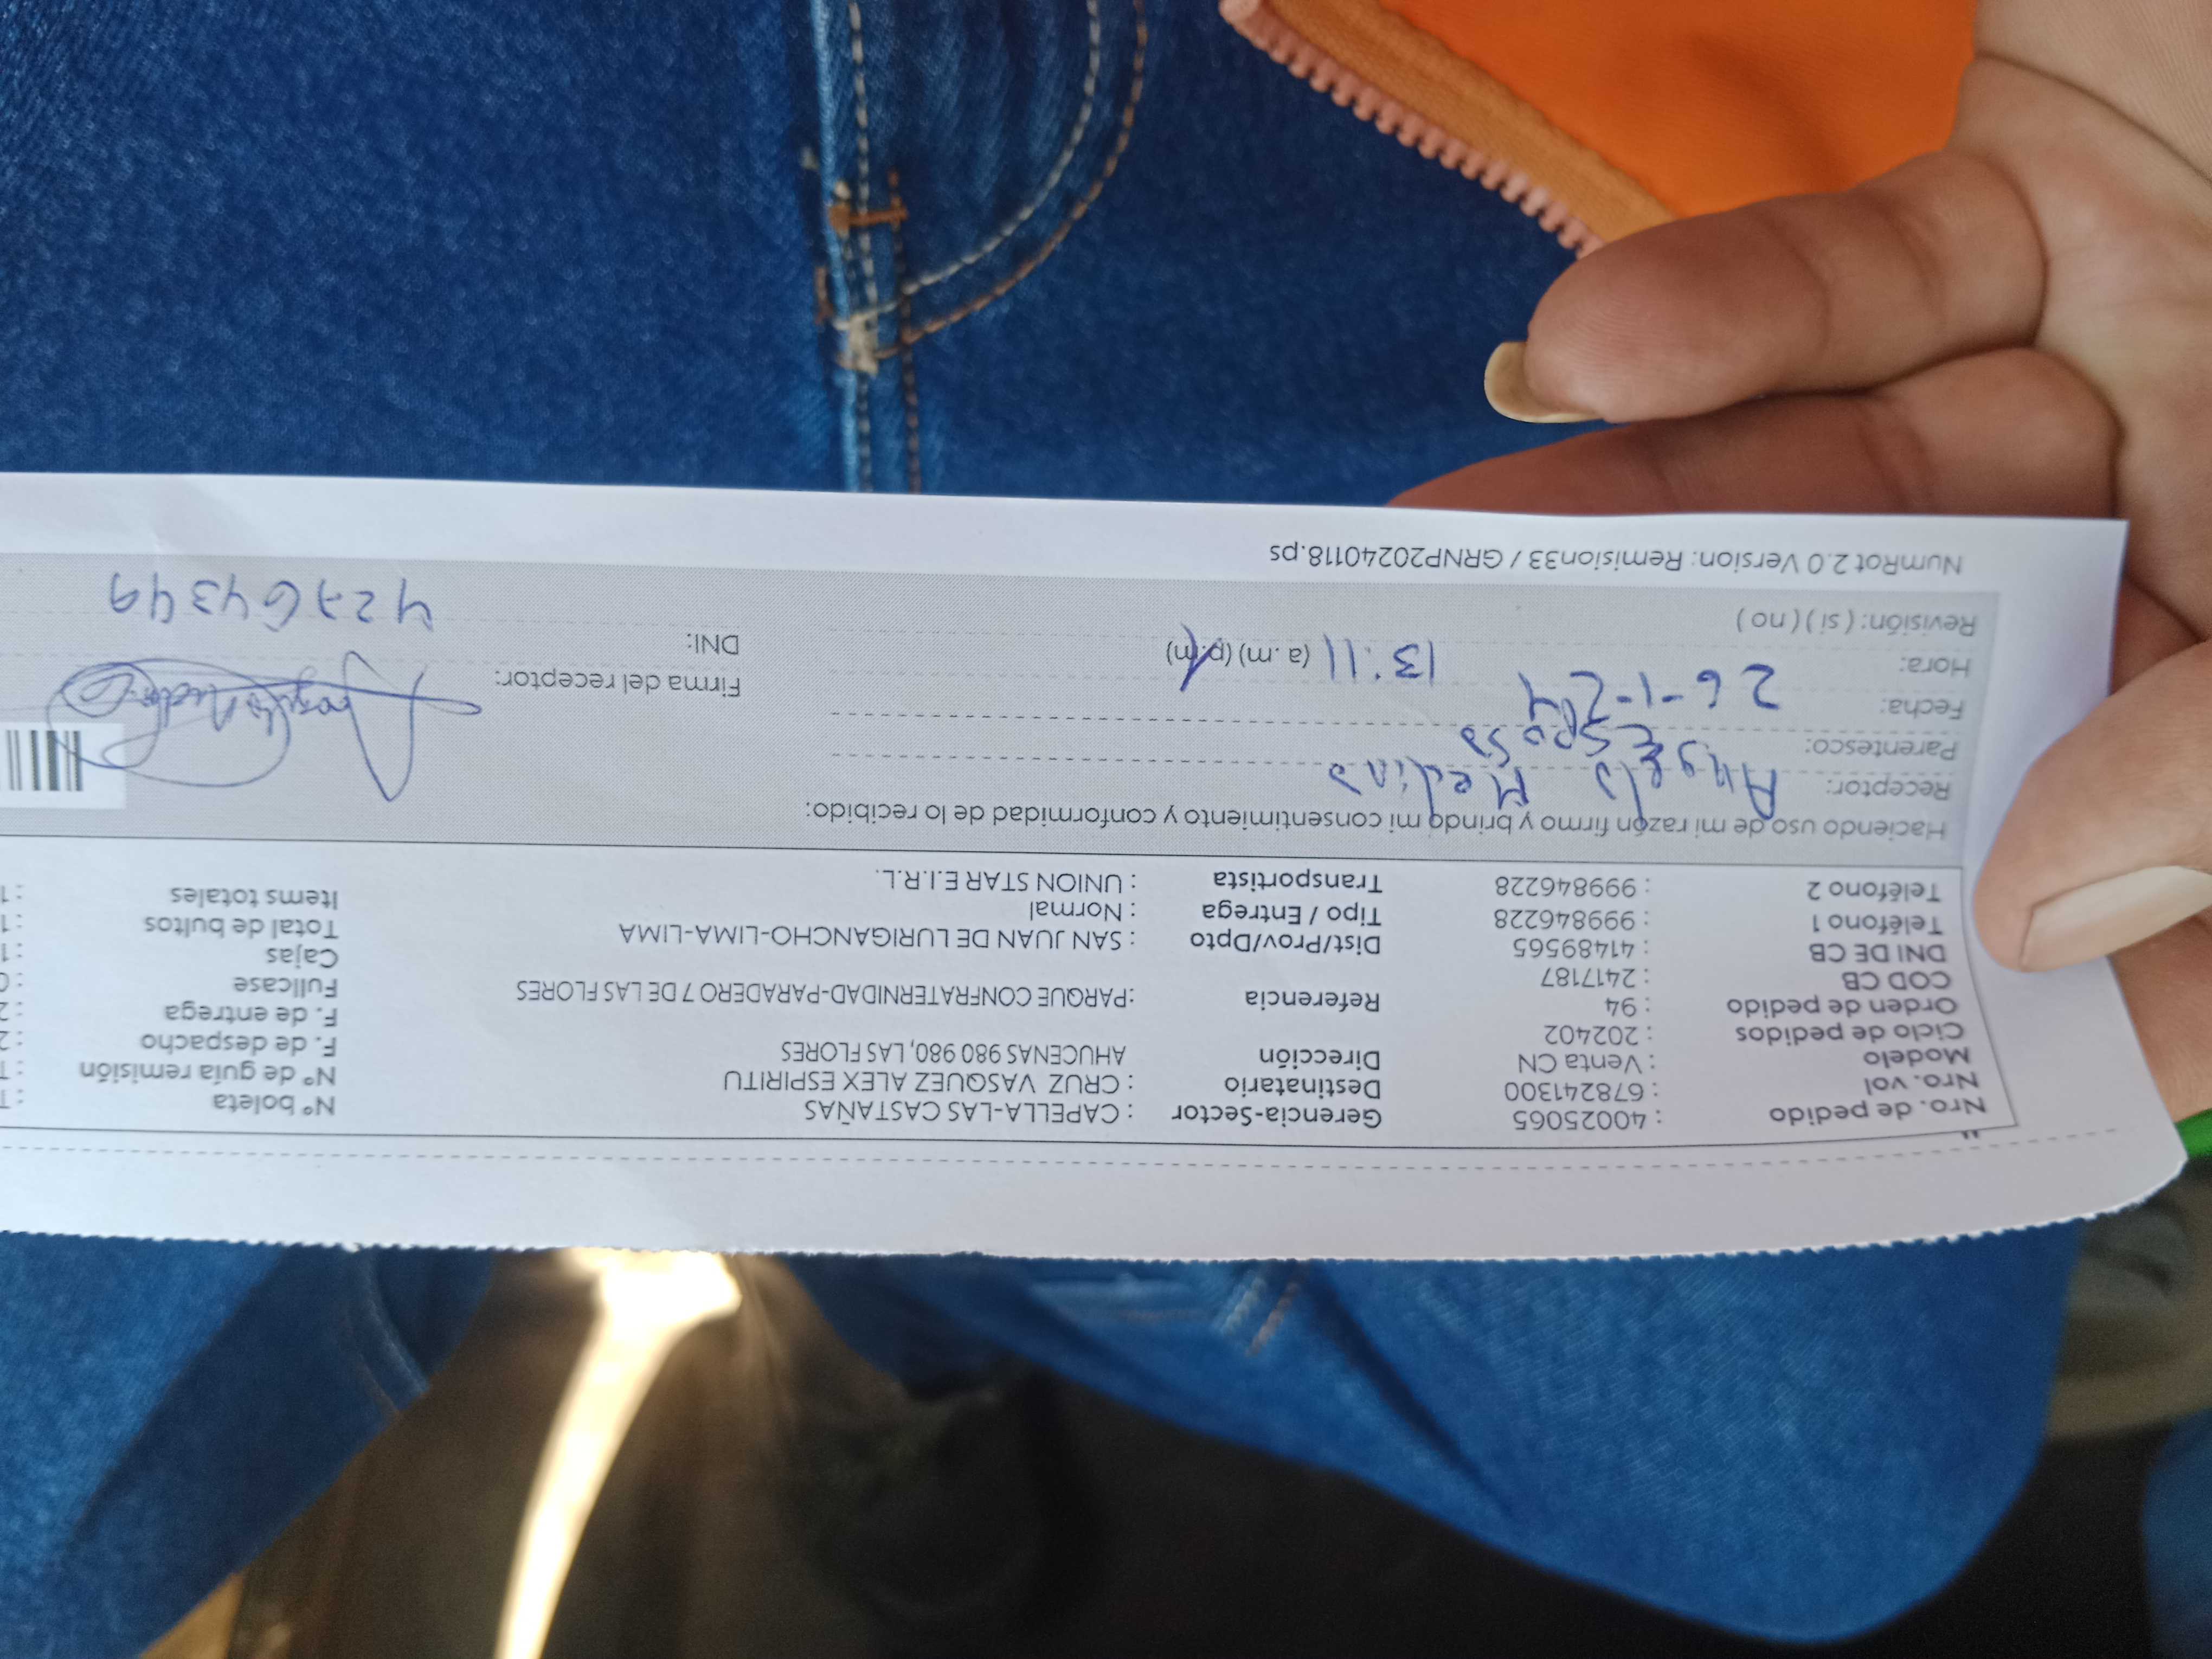 Nro. de pedido : 40025065 Gerencia-Sector : CAPELLA-LAS CASTAÑAS N° boleta : T
Nro. vol : 678241300 Destinatario : CRUZ VASQUEZ ALEX ESPIRITU N° de guía remisión : T
Modelo : Venta CN Dirección AHUCENAS 980 980, LAS FLORES F. de despacho : 2
Ciclo de pedidos : 202402 F. de entrega : 2
Orden de pedido : 94 Referencia :PARQUE CONFRATERNIDAD-PARADERO 7 DE LAS FLORES Fullcase : 0
COD CB : 2417187 Cajas : 1
DNI DE CB : 41489565 Dist/Prov/Dpto : SAN JUAN DE LURIGANCHO-LIMA-LIMA Total de bultos : 1
Teléfono 1 : 999846228 Tipo / Entrega : Normal Items totales : 1
Teléfono 2 : 999846228 Transportista : UNION STAR E.I.R.L.
Haciendo uso de mi razón firmo y brindo mi consentimiento y conformidad de lo recibido:
Receptor: Angela Medina
Parentesco: Esposa
Fecha: 26-1-24
Hora: 13:11 (a.m) (p.m) Firma del receptor:
Revisión: ( si ) ( no ) DNI: 42764349
NumRot 2.0 Version: Remision33 / GRNP20240118.ps